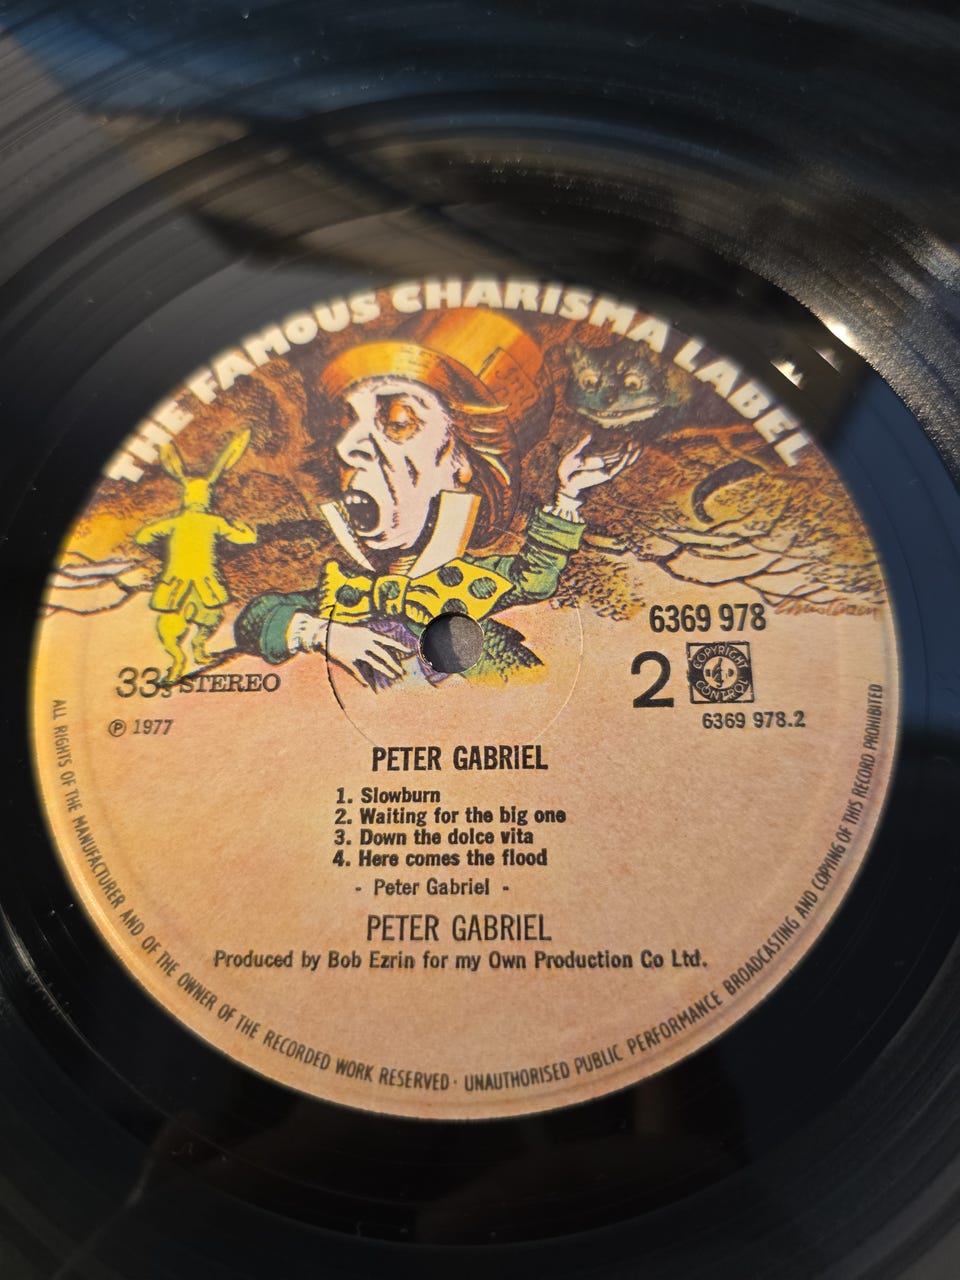 THE FAMOUS CHARISMA LABEL
6369 978
33⅓ STEREO
2
COPYRIGHT CONTROL
℗ 1977
6369 978.2
PETER GABRIEL
1. Slowburn
2. Waiting for the big one
3. Down the dolce vita
4. Here comes the flood
- Peter Gabriel -
PETER GABRIEL
Produced by Bob Ezrin for my Own Production Co Ltd.
ALL RIGHTS OF THE MANUFACTURER AND OF THE OWNER OF THE RECORDED WORK RESERVED · UNAUTHORISED PUBLIC PERFORMANCE BROADCASTING AND COPYING OF THIS RECORD PROHIBITED